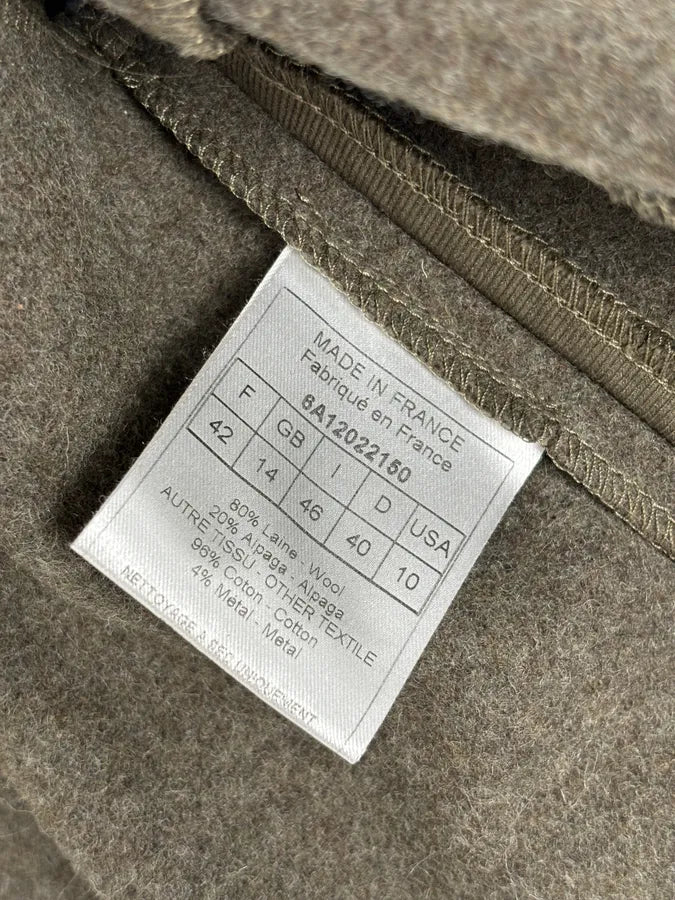 MADE IN FRANCE
Fabriqué en France
6A12022150
F GB I D USA
42 14 46 40 10
80% Laine - Wool
20% Alpaga - Alpaga
AUTRE TISSU - OTHER TEXTILE
96% Coton - Cotton
4% Métal - Metal
NETTOYAGE A SEC UNIQUEMENT